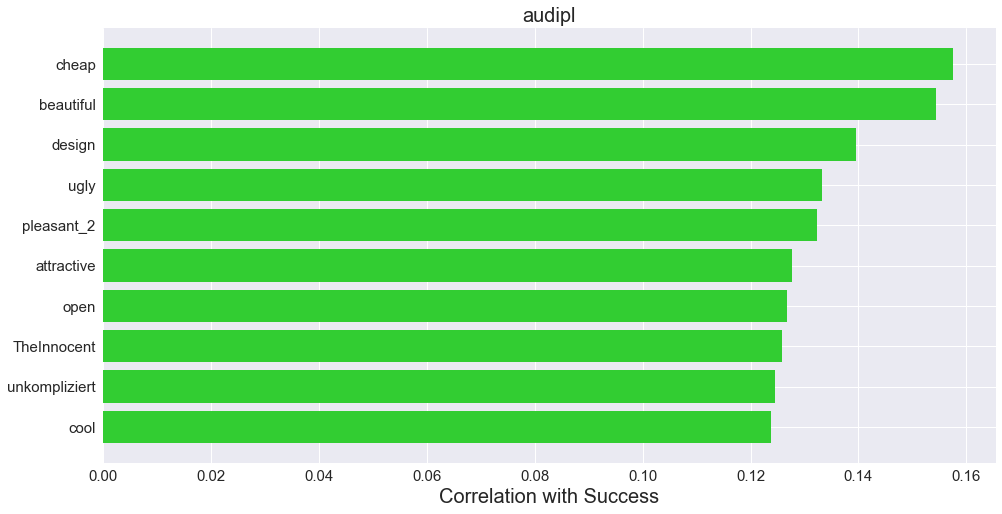 audipl
cheap
beautiful
design
ugly
pleasant_2
attractive
open
TheInnocent
unkompliziert
cool
0.00 0.02 0.04 0.06 0.08 0.10 0.12 0.14 0.16
Correlation with Success